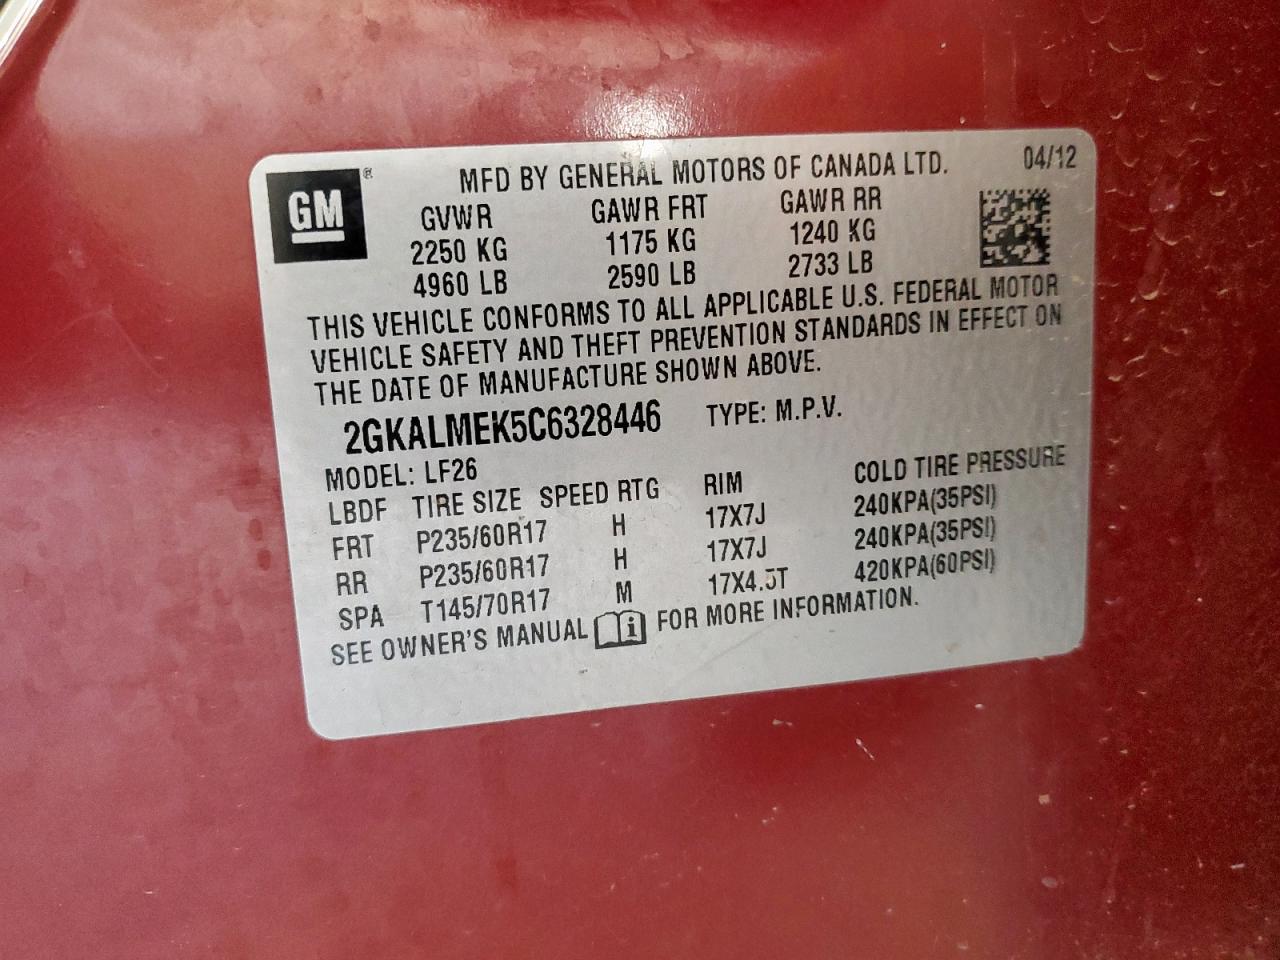 GM ® MFD BY GENERAL MOTORS OF CANADA LTD. 04/12
GVWR GAWR FRT GAWR RR
2250 KG 1175 KG 1240 KG
4960 LB 2590 LB 2733 LB
THIS VEHICLE CONFORMS TO ALL APPLICABLE U.S. FEDERAL MOTOR
VEHICLE SAFETY AND THEFT PREVENTION STANDARDS IN EFFECT ON
THE DATE OF MANUFACTURE SHOWN ABOVE.
2GKALMEK5C6328446 TYPE: M.P.V.
MODEL: LF26
LBDF TIRE SIZE SPEED RTG RIM COLD TIRE PRESSURE
FRT P235/60R17 H 17X7J 240KPA(35PSI)
RR P235/60R17 H 17X7J 240KPA(35PSI)
SPA T145/70R17 M 17X4.5T 420KPA(60PSI)
SEE OWNER'S MANUAL i FOR MORE INFORMATION.